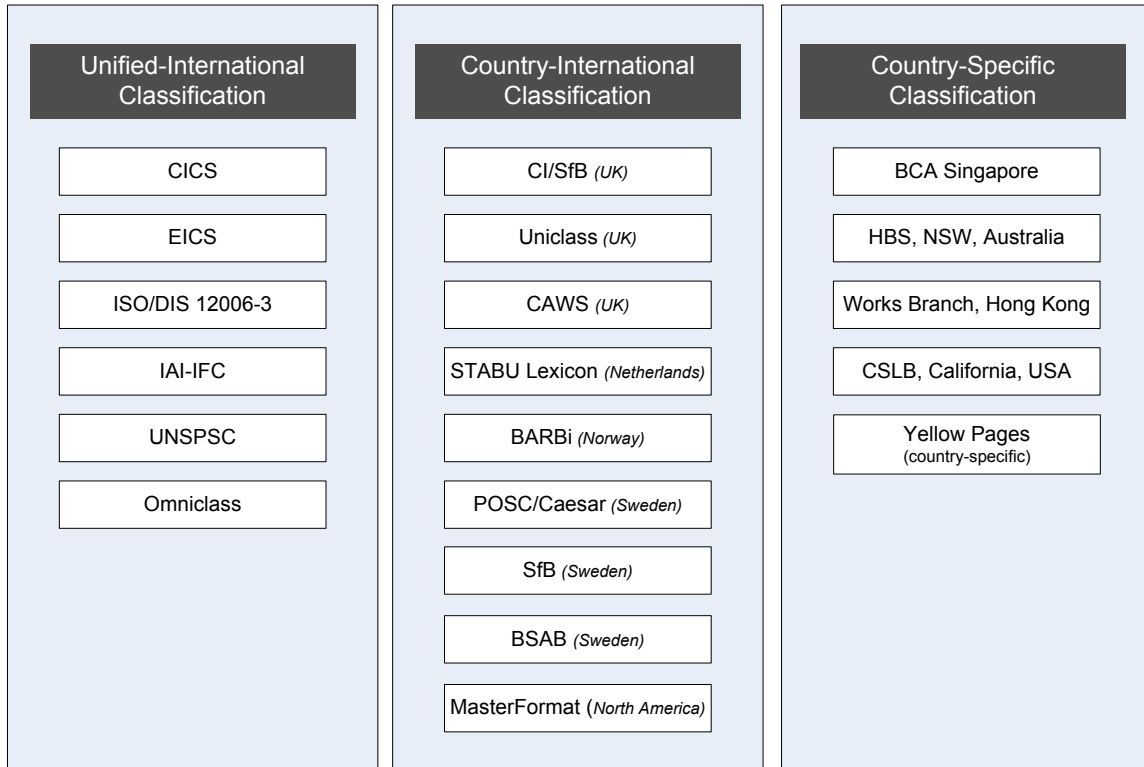 Unified-International
Classification
CICS
EICS
ISO/DIS 12006-3
IAI-IFC
UNSPSC
Omniclass
Country-International
Classification
CI/SfB (UK)
Uniclass (UK)
CAWS (UK)
STABU Lexicon (Netherlands)
BARBi (Norway)
POSC/Caesar (Sweden)
SfB (Sweden)
BSAB (Sweden)
MasterFormat (North America)
Country-Specific
Classification
BCA Singapore
HBS, NSW, Australia
Works Branch, Hong Kong
CSLB, California, USA
Yellow Pages
(country-specific)